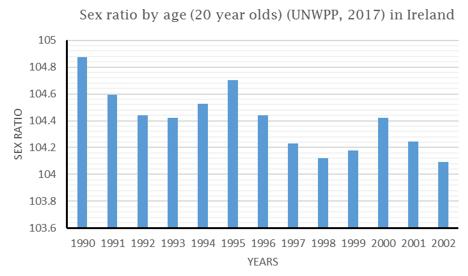 Sex ratio by age (20 year olds) (UNWPP, 2017) in Ireland
105
104.8
104.6
104.4
104.2
104
103.8
103.6
SEX RATIO
1990 1991 1992 1993 1994 1995 1996 1997 1998 1999 2000 2001 2002
YEARS